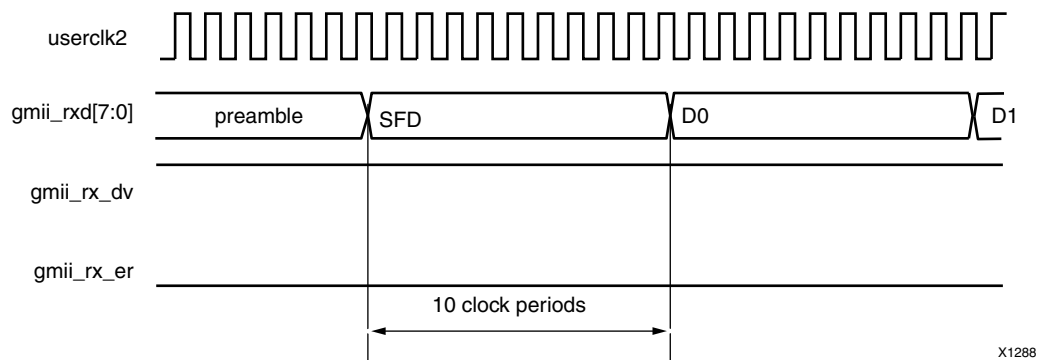 userclk2
gmii_rxd[7:0] preamble SFD D0 D1
gmii_rx_dv
gmii_rx_er
10 clock periods
X1288